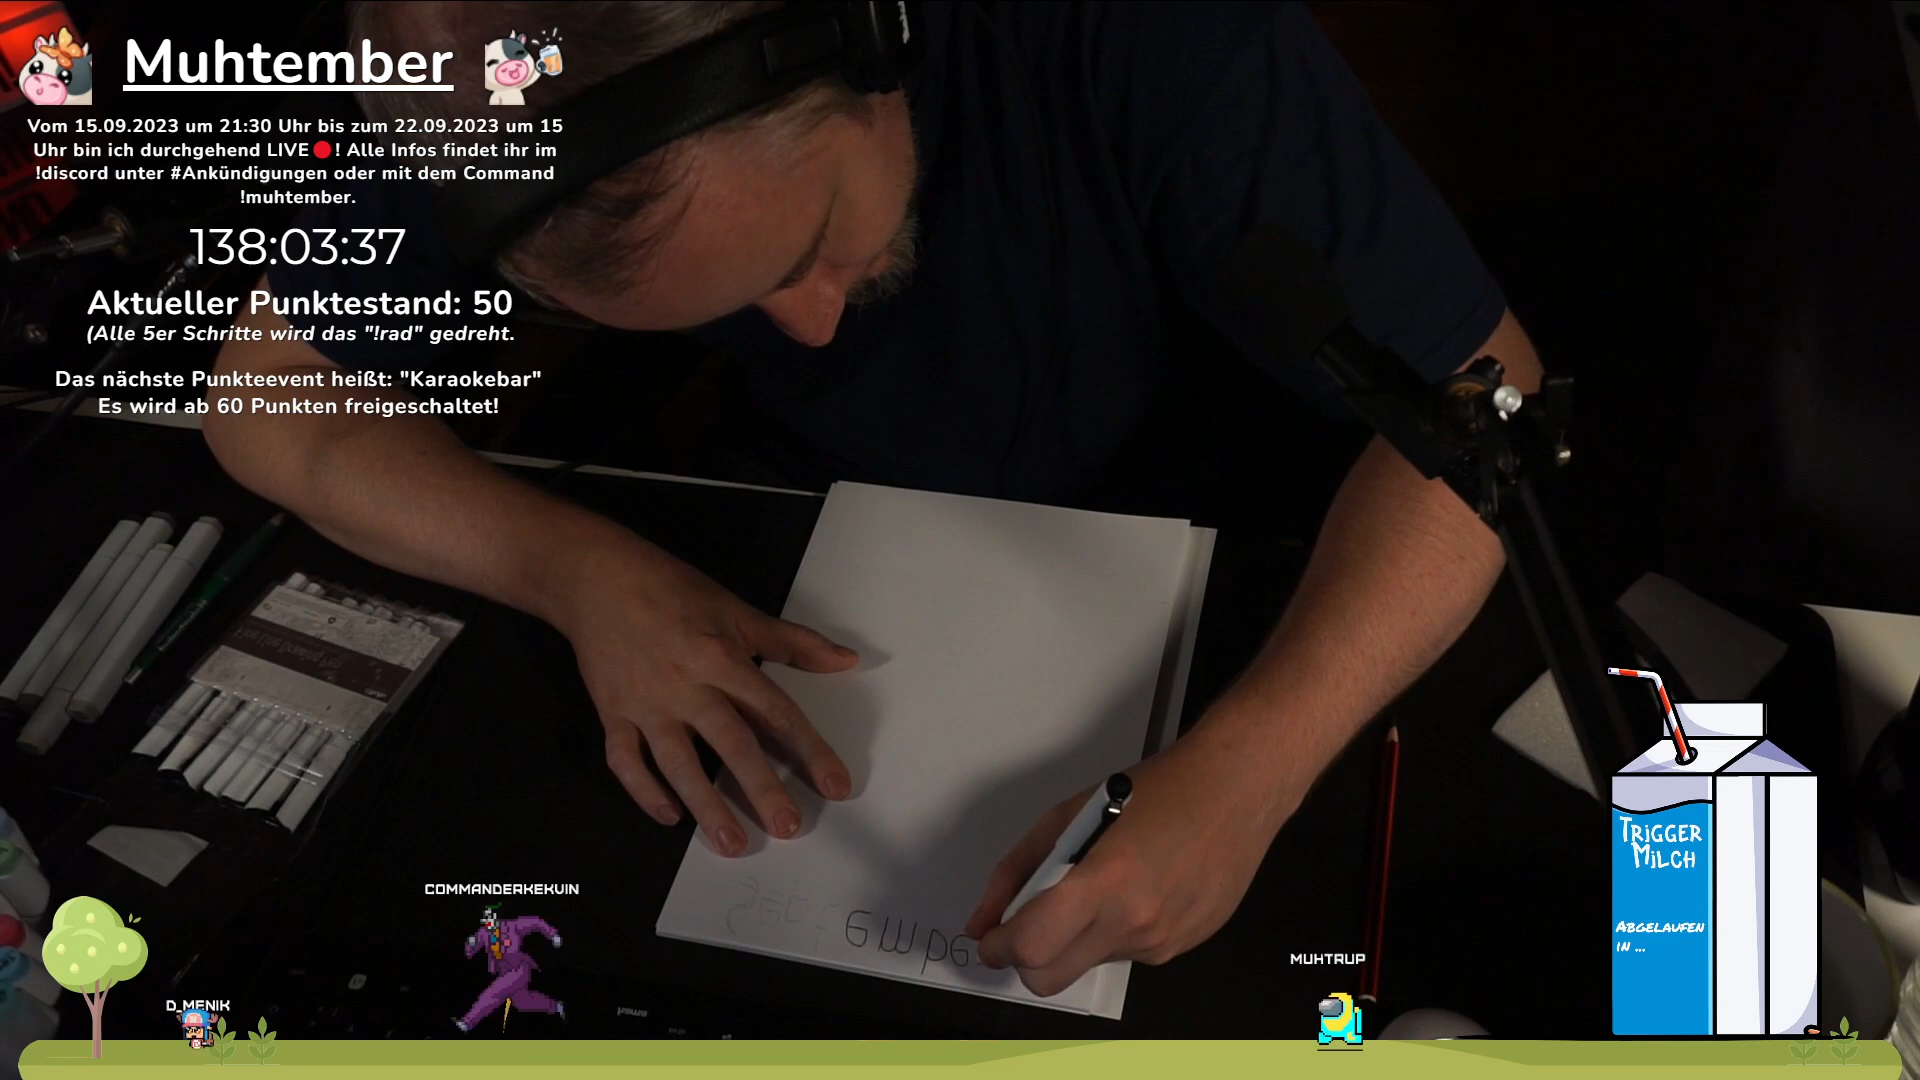 Muhtember
Vom 15.09.2023 um 21:30 Uhr bis zum 22.09.2023 um 15
Uhr bin ich durchgehend LIVE🔴! Alle Infos findet ihr im
!discord unter #Ankündigungen oder mit dem Command
!muhtember.
138:03:37
Aktueller Punktestand: 50
(Alle 5er Schritte wird das "!rad" gedreht.
Das nächste Punkteevent heißt: "Karaokebar"
Es wird ab 60 Punkten freigeschaltet!
TRiGGER
MiLCH
ABGELAUFEN
IN ...
COMMANDERKEKVIN
MUHTRUP
D_MENIK